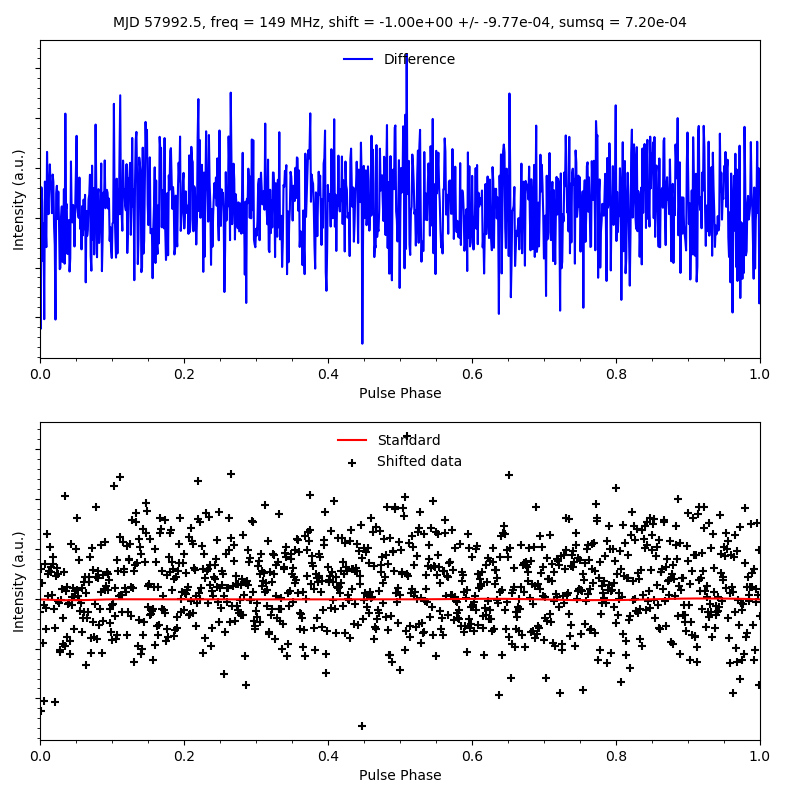 MJD 57992.5, freq = 149 MHz, shift = -1.00e+00 +/- -9.77e-04, sumsq = 7.20e-04
Difference
Intensity (a.u.)
0.0 0.2 0.4 0.6 0.8 1.0
Pulse Phase
Standard
Shifted data
Intensity (a.u.)
0.0 0.2 0.4 0.6 0.8 1.0
Pulse Phase